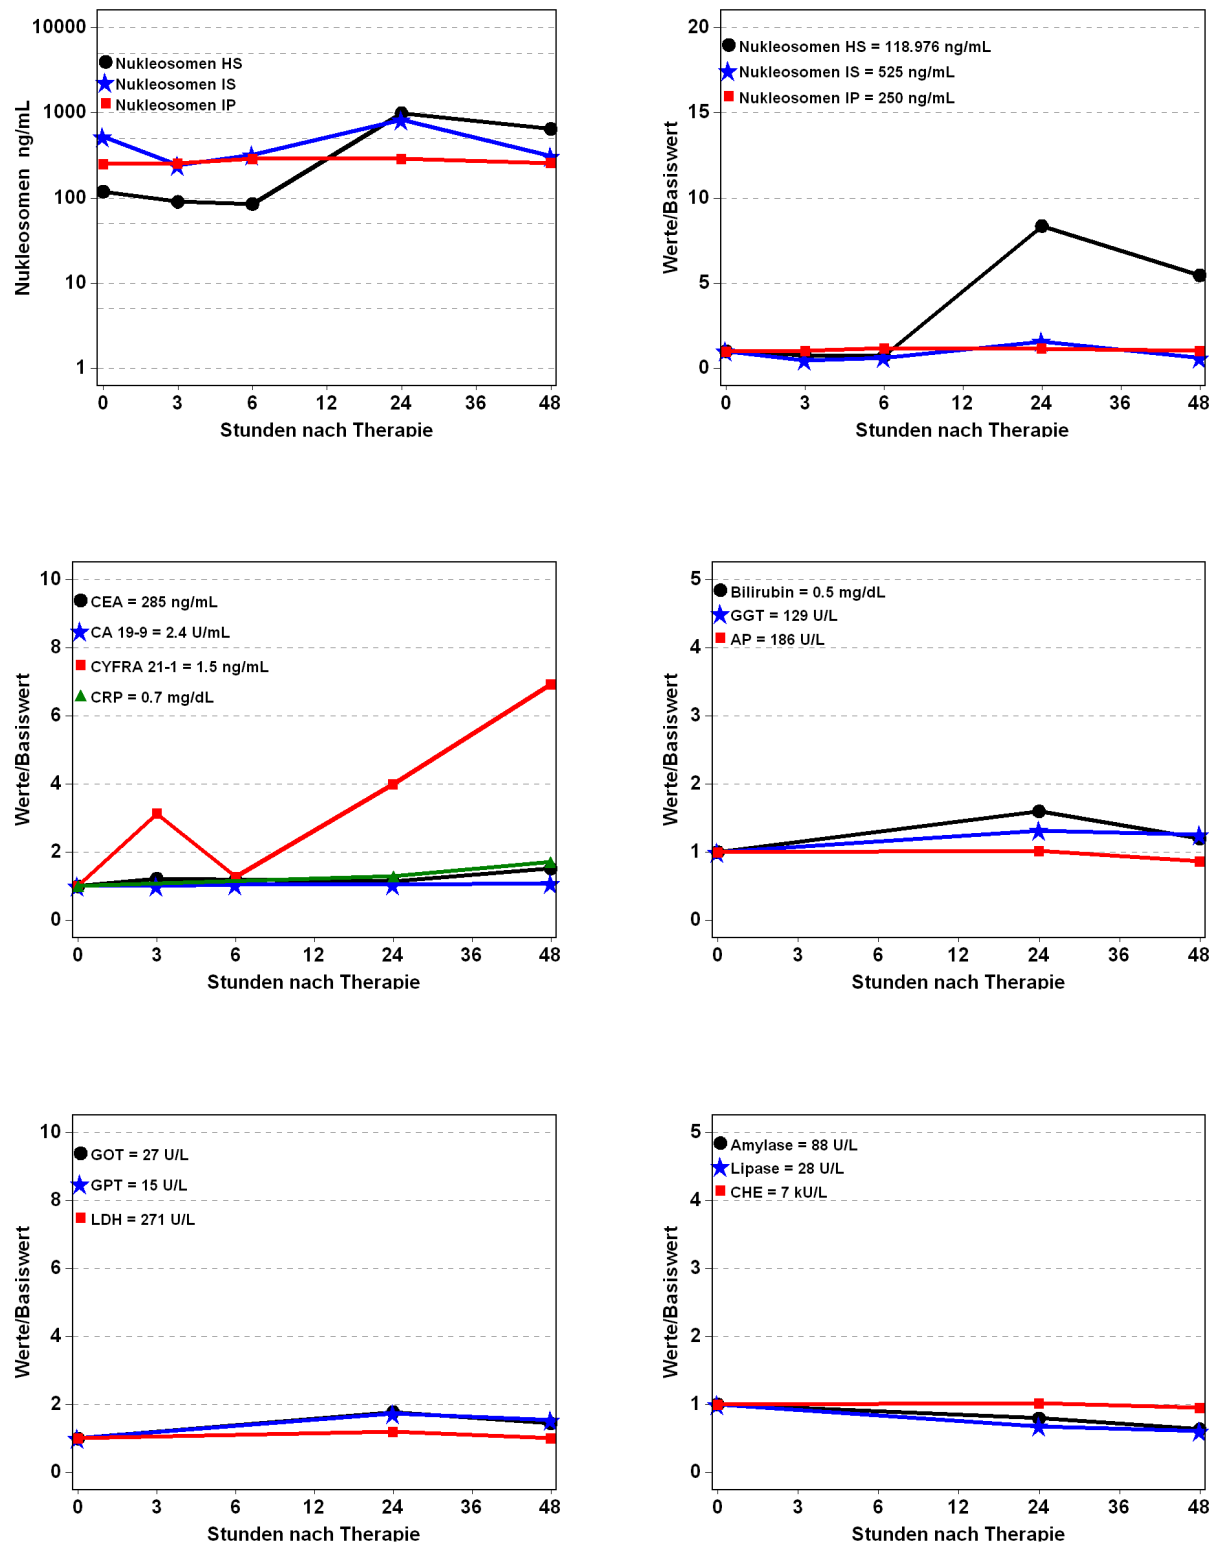 10000
1000
100
10
1
Nukleosomen ng/mL
Nukleosomen HS
Nukleosomen IS
Nukleosomen IP
0 3 6 12 24 36 48
Stunden nach Therapie
20
15
10
5
0
Werte/Basiswert
Nukleosomen HS = 118.976 ng/mL
Nukleosomen IS = 525 ng/mL
Nukleosomen IP = 250 ng/mL
0 3 6 12 24 36 48
Stunden nach Therapie
10
8
6
4
2
0
Werte/Basiswert
CEA = 285 ng/mL
CA 19-9 = 2.4 U/mL
CYFRA 21-1 = 1.5 ng/mL
CRP = 0.7 mg/dL
0 3 6 12 24 36 48
Stunden nach Therapie
5
4
3
2
1
0
Werte/Basiswert
Bilirubin = 0.5 mg/dL
GGT = 129 U/L
AP = 186 U/L
0 3 6 12 24 36 48
Stunden nach Therapie
10
8
6
4
2
0
Werte/Basiswert
GOT = 27 U/L
GPT = 15 U/L
LDH = 271 U/L
0 3 6 12 24 36 48
Stunden nach Therapie
5
4
3
2
1
0
Werte/Basiswert
Amylase = 88 U/L
Lipase = 28 U/L
CHE = 7 kU/L
0 3 6 12 24 36 48
Stunden nach Therapie